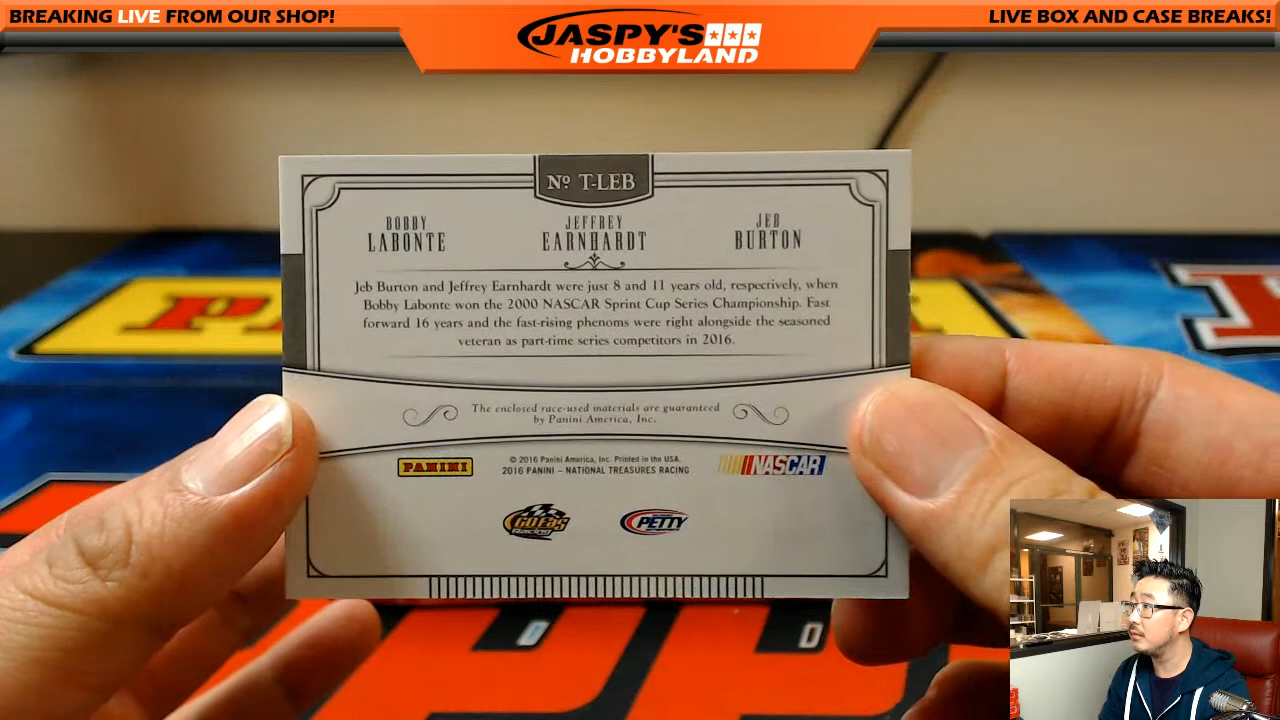 BREAKING LIVE FROM OUR SHOP!
JASPY'S
HOBBYLAND
LIVE BOX AND CASE BREAKS!
Nº T-LEB
BOBBY
LABONTE
JEFFREY
EARNHARDT
JEB
BURTON
Jeb Burton and Jeffrey Earnhardt were just 8 and 11 years old, respectively, when
Bobby Labonte won the 2000 NASCAR Sprint Cup Series Championship. Fast
forward 16 years and the fast-rising phenoms were right alongside the seasoned
veteran as part-time series competitors in 2016.
The enclosed race-used materials are guaranteed
by Panini America, Inc.
PANINI
© 2016 Panini America, Inc. Printed in the USA.
2016 PANINI – NATIONAL TREASURES RACING
NASCAR
GO FAS
Racing
PETTY